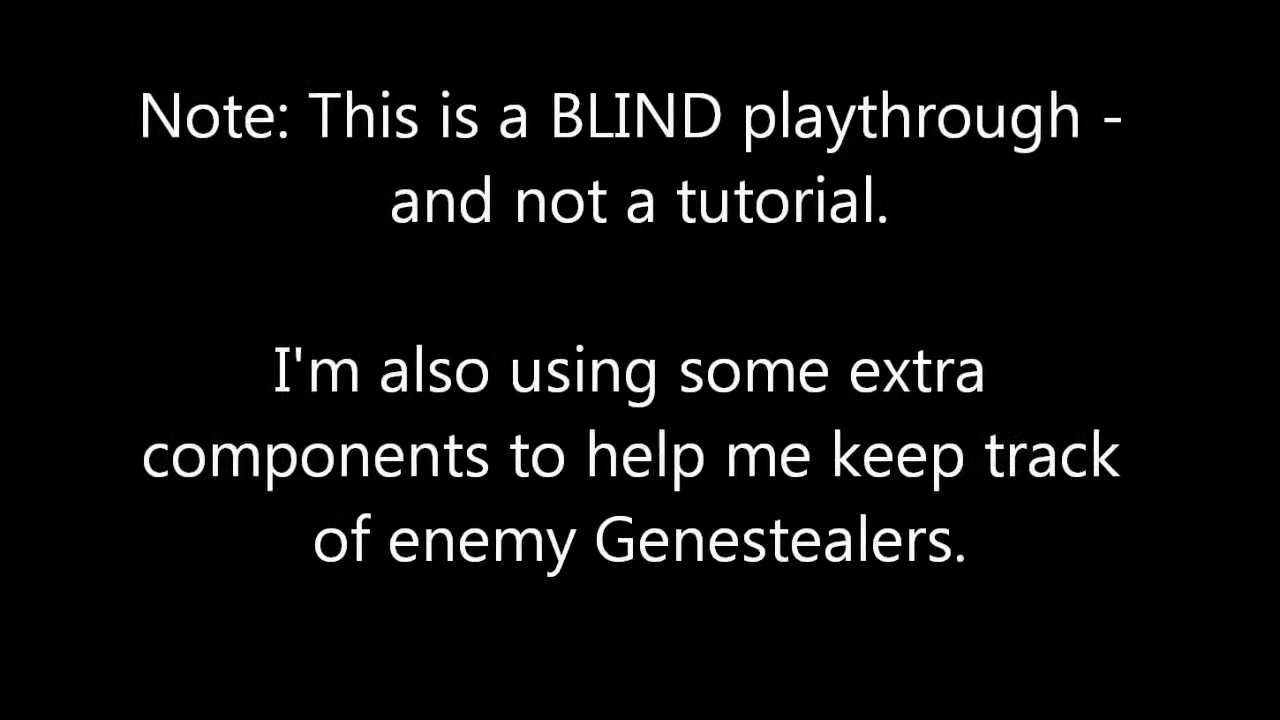 Note: This is a BLIND playthrough -
and not a tutorial.
I'm also using some extra
components to help me keep track
of enemy Genestealers.